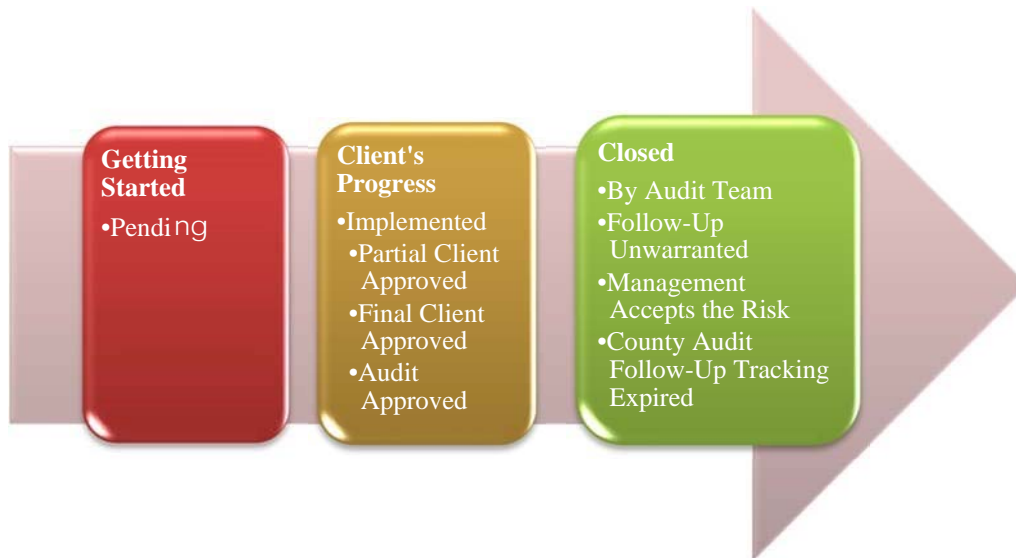 Getting
Started
•Pending
Client's
Progress
•Implemented
•Partial Client
Approved
•Final Client
Approved
•Audit
Approved
Closed
•By Audit Team
•Follow-Up
Unwarranted
•Management
Accepts the Risk
•County Audit
Follow-Up Tracking
Expired